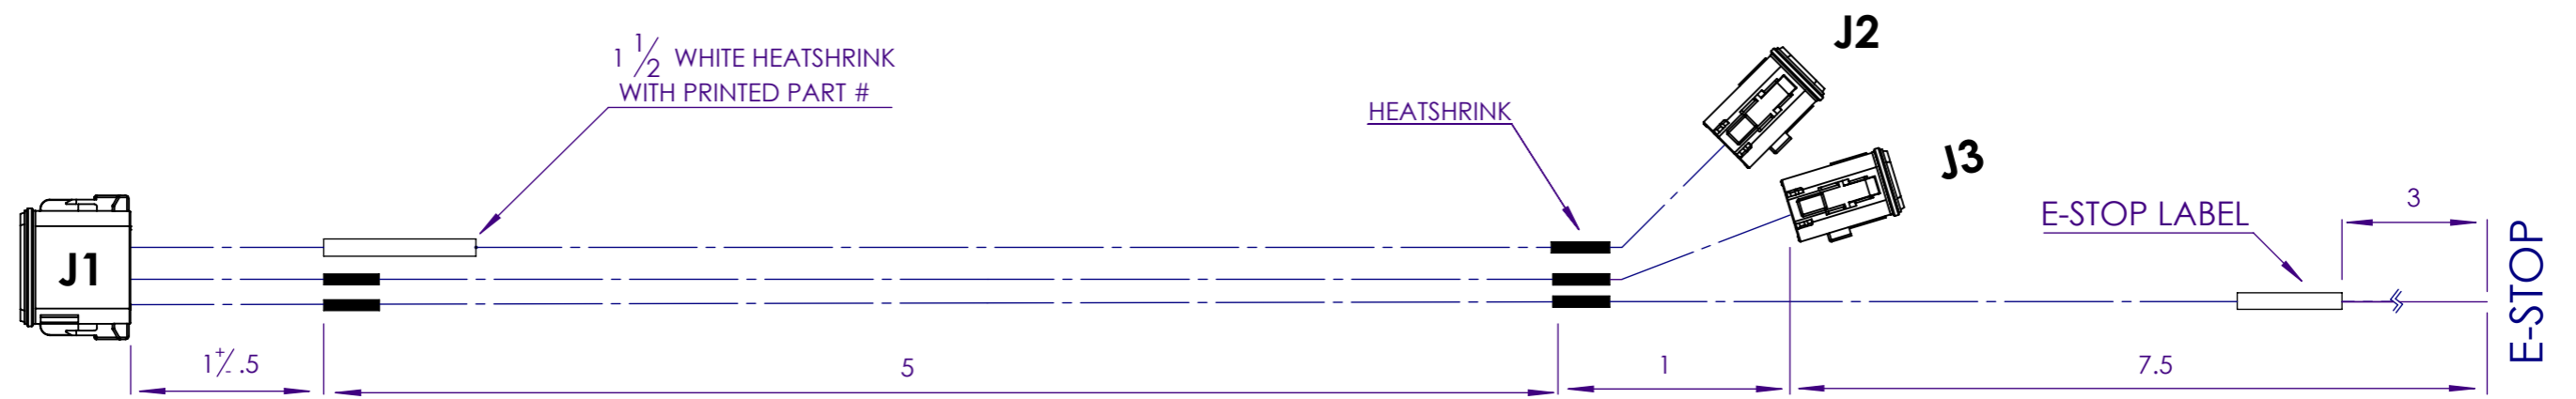 J2
1 1/2 WHITE HEATSHRINK
WITH PRINTED PART #
HEATSHRINK
J3
E-STOP LABEL
3
J1
E-STOP
1 +/- .5
5
1
7.5